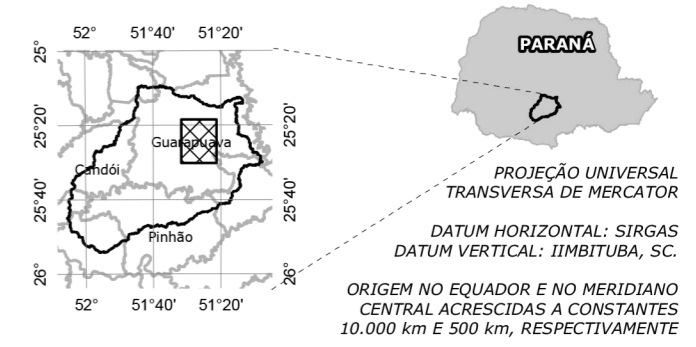 52° 51°40' 51°20'
25°
25°20'
25°40'
26°
Guarapuava
Candói
Pinhão
25°20'
25°40'
26°
52° 51°40' 51°20'
PARANÁ
PROJEÇÃO UNIVERSAL
TRANSVERSA DE MERCATOR
DATUM HORIZONTAL: SIRGAS
DATUM VERTICAL: IIMBITUBA, SC.
ORIGEM NO EQUADOR E NO MERIDIANO
CENTRAL ACRESCIDAS A CONSTANTES
10.000 km E 500 km, RESPECTIVAMENTE